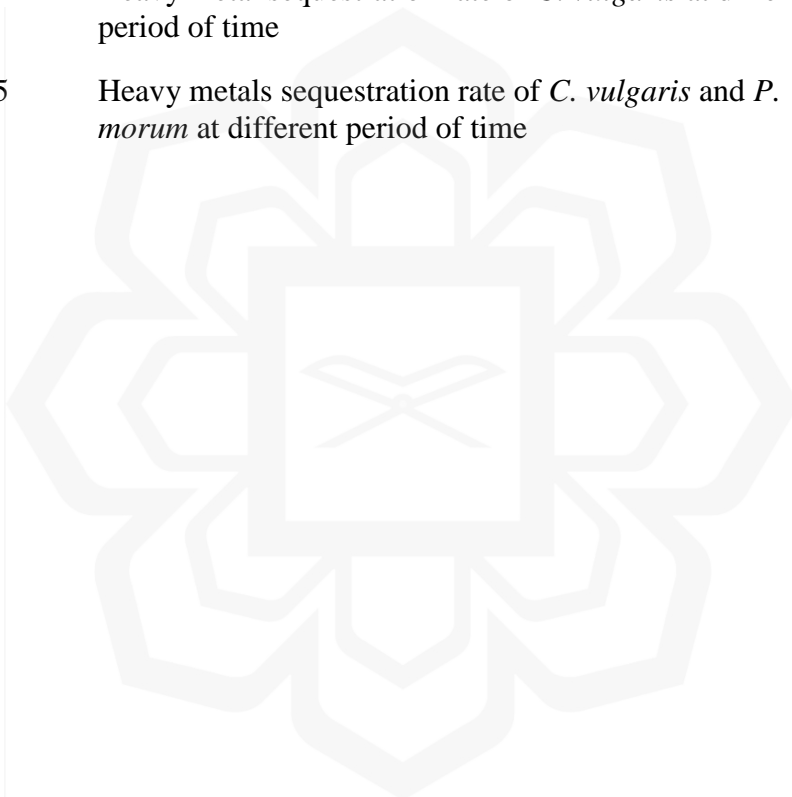 period of time
5 Heavy metals sequestration rate of C. vulgaris and P.
morum at different period of time